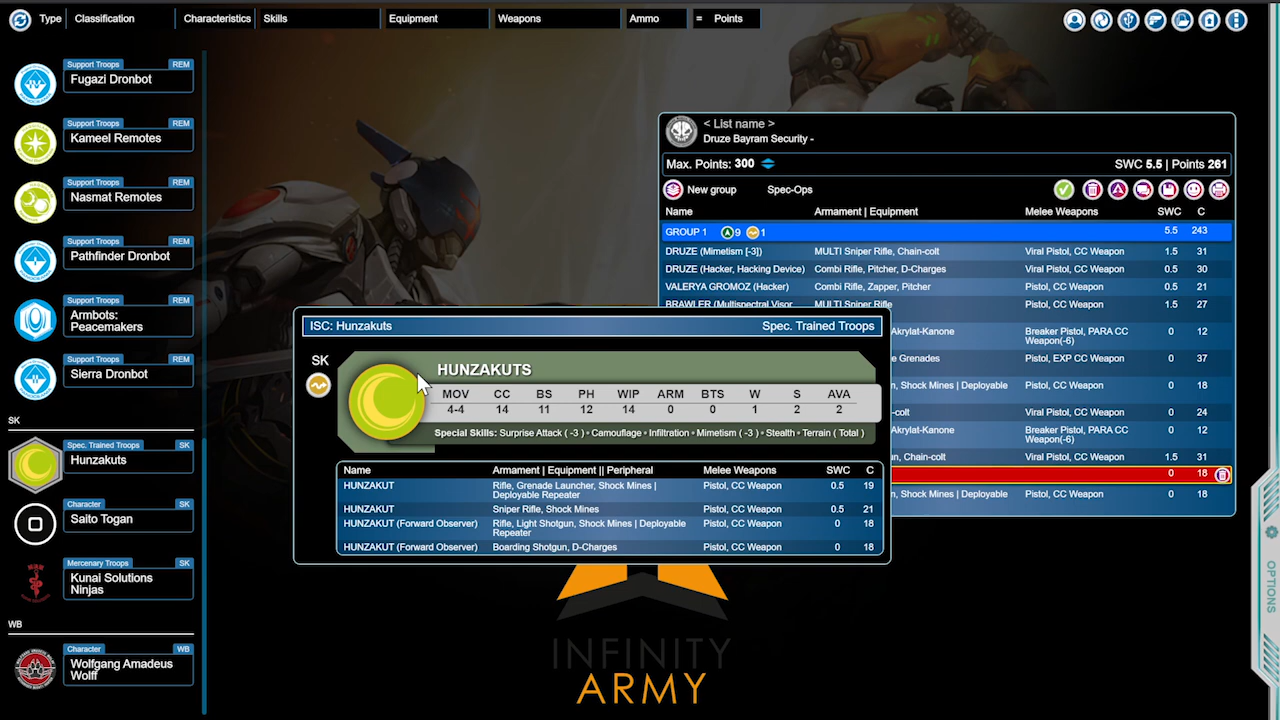 Type Classification Characteristics Skills Equipment Weapons Ammo = Points
Support Troops REM
Fugazi Dronbot
Support Troops REM
Kameel Remotes
Support Troops REM
Nasmat Remotes
Support Troops REM
Pathfinder Dronbot
Support Troops REM
Armbots:
Peacemakers
Support Troops REM
Sierra Dronbot
SK
Spec. Trained Troops SK
Hunzakuts
Character SK
Saito Togan
Mercenary Troops SK
Kunai Solutions
Ninjas
WB
Character WB
Wolfgang Amadeus
Wolff
< List name >
Druze Bayram Security -
Max. Points: 300 SWC 5.5 | Points 261
New group Spec-Ops
Name Armament | Equipment Melee Weapons SWC C
GROUP 1 A 9 1 5.5 243
DRUZE (Mimetism [-3]) MULTI Sniper Rifle, Chain-colt Viral Pistol, CC Weapon 1.5 31
DRUZE (Hacker, Hacking Device) Combi Rifle, Pitcher, D-Charges Viral Pistol, CC Weapon 0.5 30
VALERYA GROMOZ (Hacker) Combi Rifle, Zapper, Pitcher Pistol, CC Weapon 0.5 21
BRAWLER (Multispectral Visor MULTI Sniper Rifle Pistol, CC Weapon 1.5 27
Akrylat-Kanone Breaker Pistol, PARA CC 0 12
Weapon(-6)
e Grenades Pistol, EXP CC Weapon 0 37
, Shock Mines | Deployable Pistol, CC Weapon 0 18
-colt Viral Pistol, CC Weapon 0 24
Akrylat-Kanone Breaker Pistol, PARA CC 0 12
Weapon(-6)
n, Chain-colt Viral Pistol, CC Weapon 1.5 31
0 18
, Shock Mines | Deployable Pistol, CC Weapon 0 18
ISC: Hunzakuts Spec. Trained Troops
SK
HUNZAKUTS
MOV CC BS PH WIP ARM BTS W S AVA
4-4 14 11 12 14 0 0 1 2 2
Special Skills: Surprise Attack ( -3 ) • Camouflage • Infiltration • Mimetism ( -3 ) • Stealth • Terrain ( Total )
Name Armament | Equipment || Peripheral Melee Weapons SWC C
HUNZAKUT Rifle, Grenade Launcher, Shock Mines | Pistol, CC Weapon 0.5 19
Deployable Repeater
HUNZAKUT Sniper Rifle, Shock Mines Pistol, CC Weapon 0.5 21
HUNZAKUT (Forward Observer) Rifle, Light Shotgun, Shock Mines | Deployable Pistol, CC Weapon 0 18
Repeater
HUNZAKUT (Forward Observer) Boarding Shotgun, D-Charges Pistol, CC Weapon 0 18
OPTIONS
INFINITY
ARMY